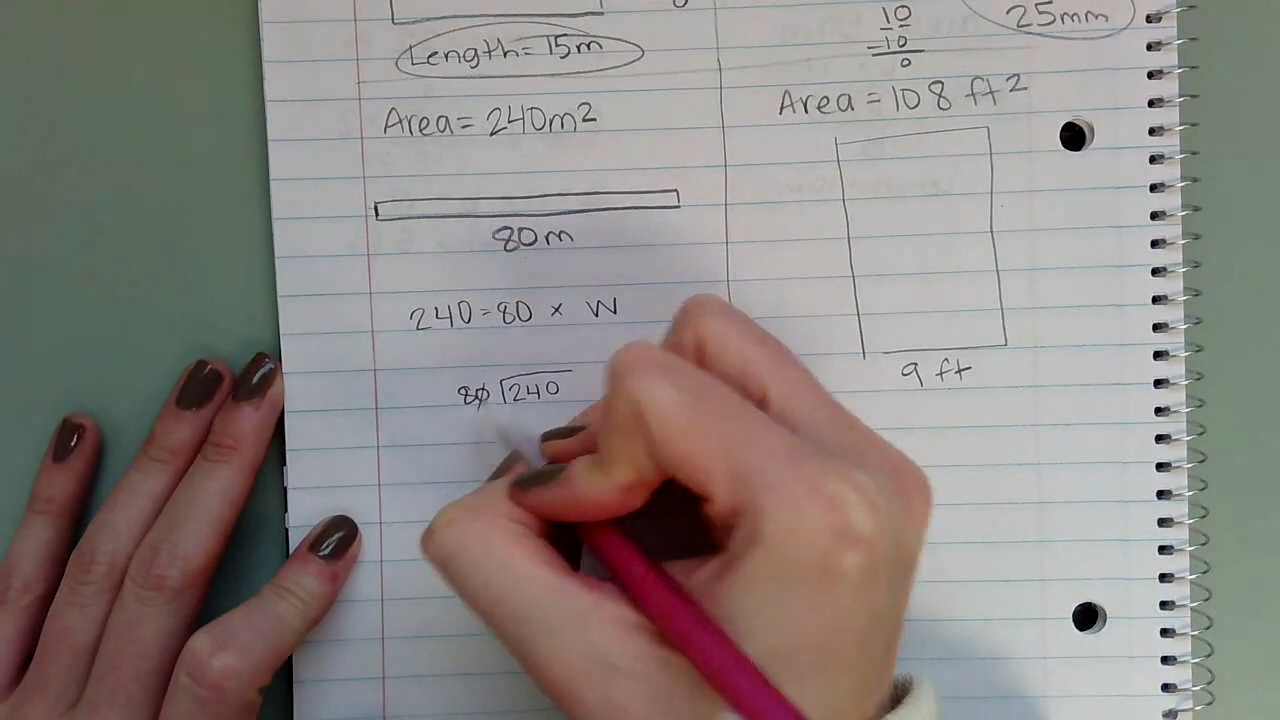 Length=15m
Area=240m2
80m
240=80 x W
80 240
10
-10
0
25mm
Area=108 ft2
9 ft